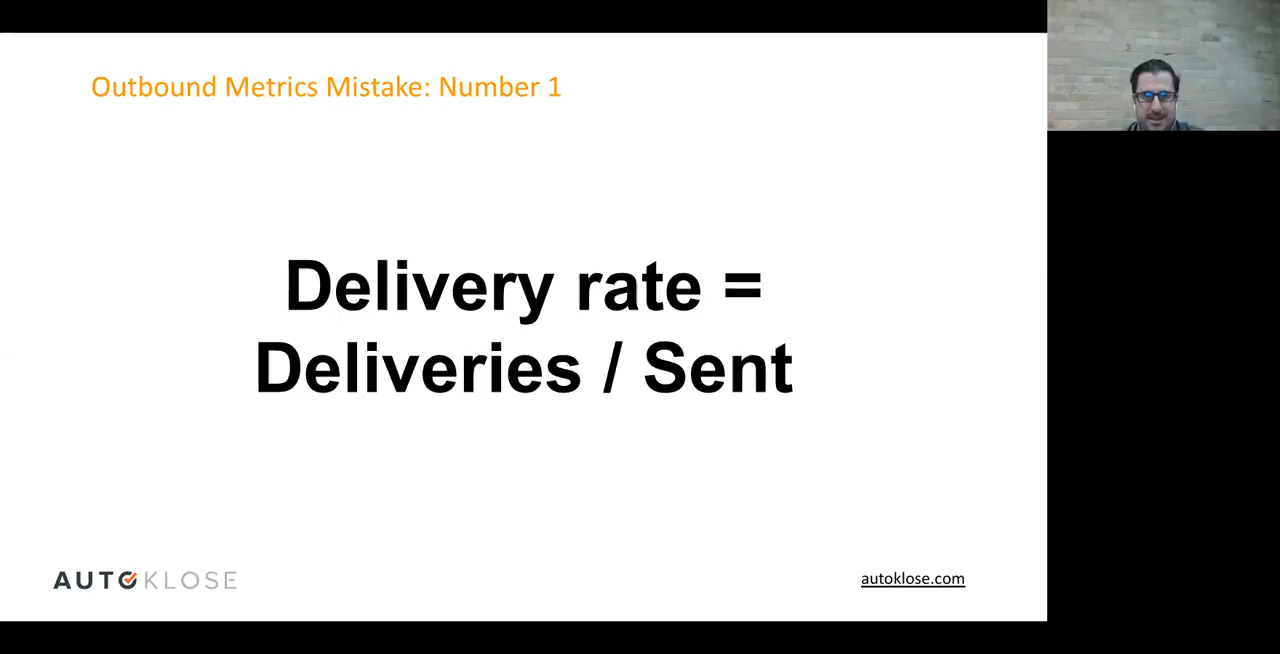 Outbound Metrics Mistake: Number 1
Delivery rate =
Deliveries / Sent
AUTOKLOSE
autoklose.com